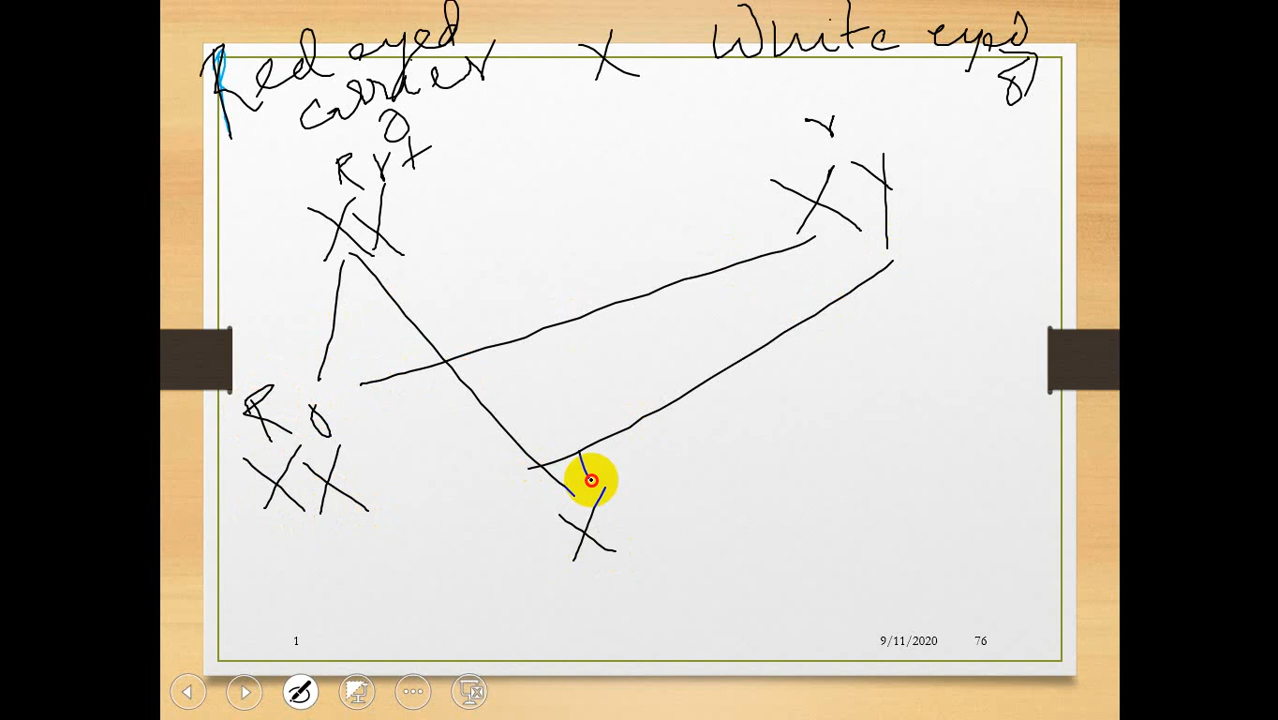 Red eyed X White eyed
carrier
R r
r
X X
X Y
R
X X
X
1 9/11/2020 76